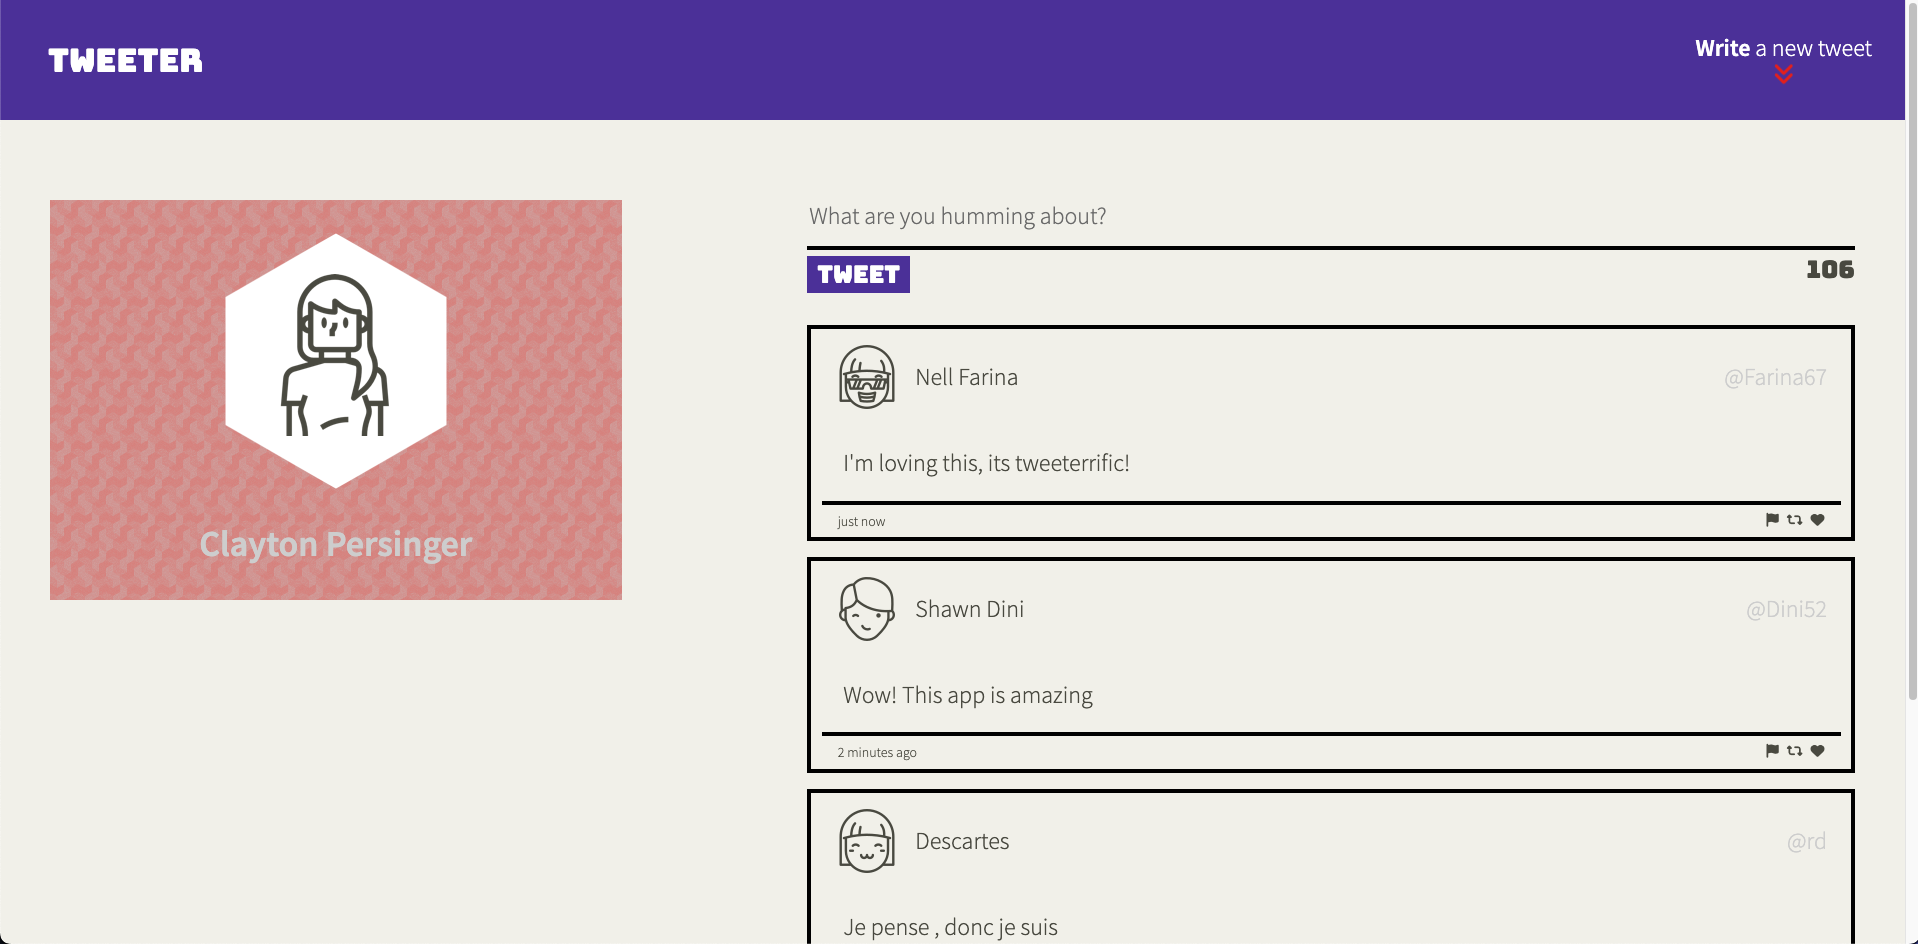 TWEETER
Write a new tweet
Clayton Persinger
What are you humming about?
TWEET
106
Nell Farina
@Farina67
I'm loving this, its tweeterrific!
just now
Shawn Dini
@Dini52
Wow! This app is amazing
2 minutes ago
Descartes
@rd
Je pense , donc je suis